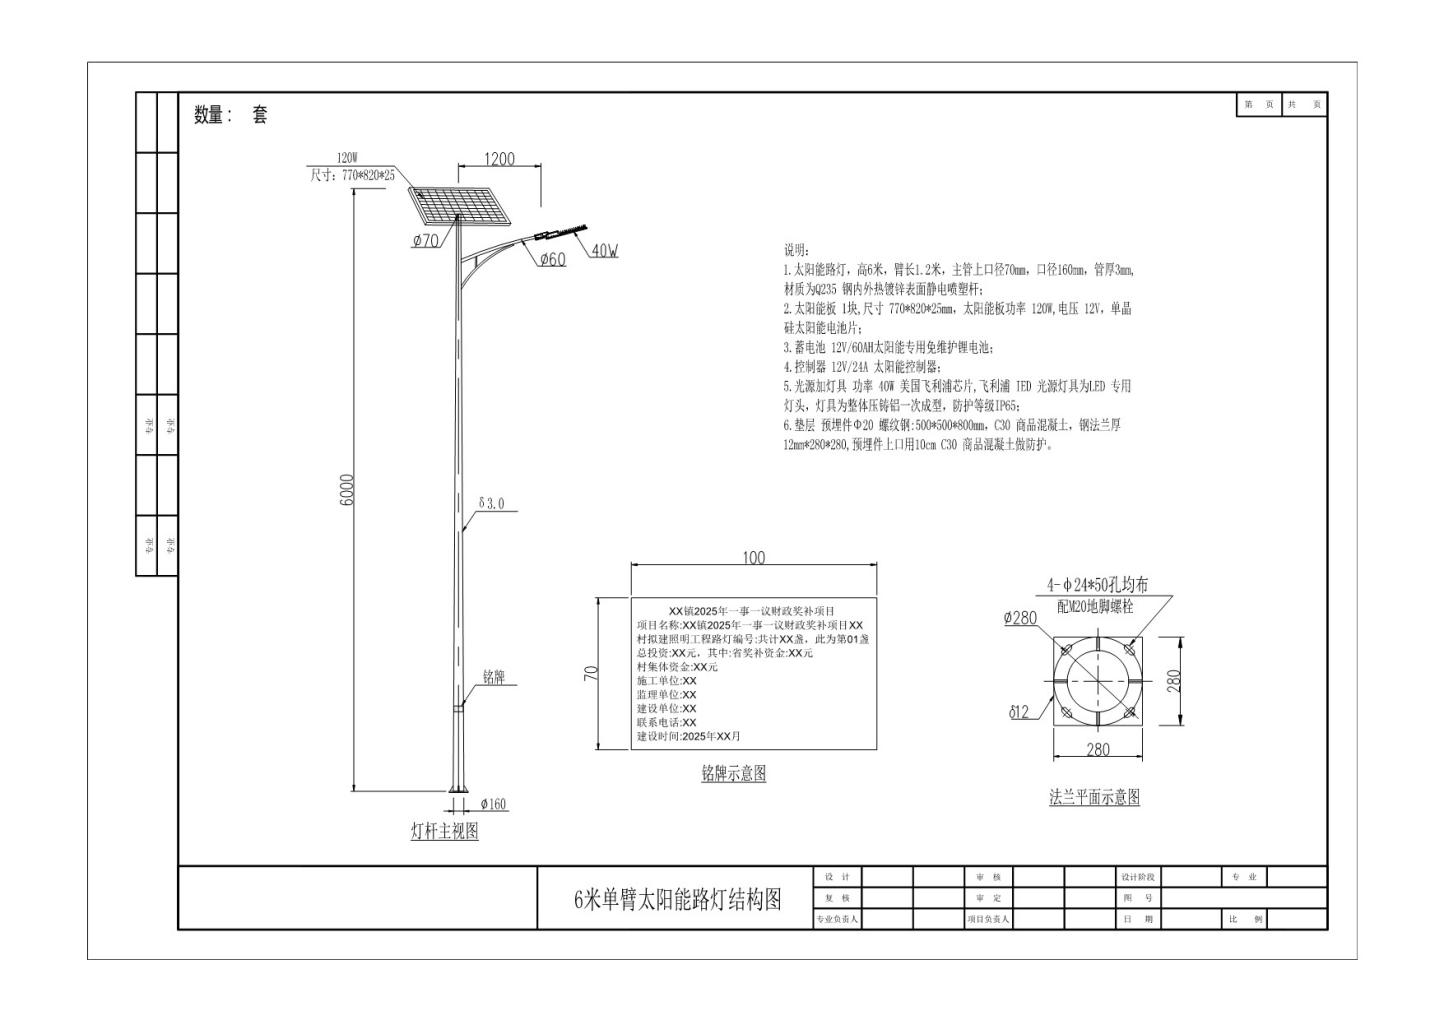 第 页 共 页
数量： 套
120W
尺寸：770*820*25
1200
Ø70
Ø60
40W
6000
δ3.0
铭牌
Ø160
灯杆主视图
说明:
1.太阳能路灯，高6米，臂长1.2米，主管上口径70mm，口径160mm，管厚3mm,
材质为Q235 钢内外热镀锌表面静电喷塑杆;
2.太阳能板 1块,尺寸 770*820*25mm，太阳能板功率 120W,电压 12V，单晶
硅太阳能电池片;
3.蓄电池 12V/60AH太阳能专用免维护锂电池;
4.控制器 12V/24A 太阳能控制器;
5.光源加灯具 功率 40W 美国飞利浦芯片,飞利浦 IED 光源灯具为LED 专用
灯头，灯具为整体压铸铝一次成型，防护等级IP65;
6.垫层 预埋件Φ20 螺纹钢:500*500*800mm，C30 商品混凝土，钢法兰厚
12mm*280*280,预埋件上口用10cm C30 商品混凝土做防护。
100
70
XX镇2025年一事一议财政奖补项目
项目名称:XX镇2025年一事一议财政奖补项目XX
村拟建照明工程路灯编号;共计XX盏，此为第01盏
总投资:XX元，其中:省奖补资金:XX元
村集体资金:XX元
施工单位:XX
监理单位:XX
建设单位:XX
联系电话:XX
建设时间:2025年XX月
铭牌示意图
4-φ24*50孔均布
配M20地脚螺栓
Ø280
δ12
280
280
法兰平面示意图
专业
专业
专业
专业
6米单臂太阳能路灯结构图
设 计
审 核
设计阶段
专 业
复 核
审 定
图 号
专业负责人
项目负责人
日 期
比 例